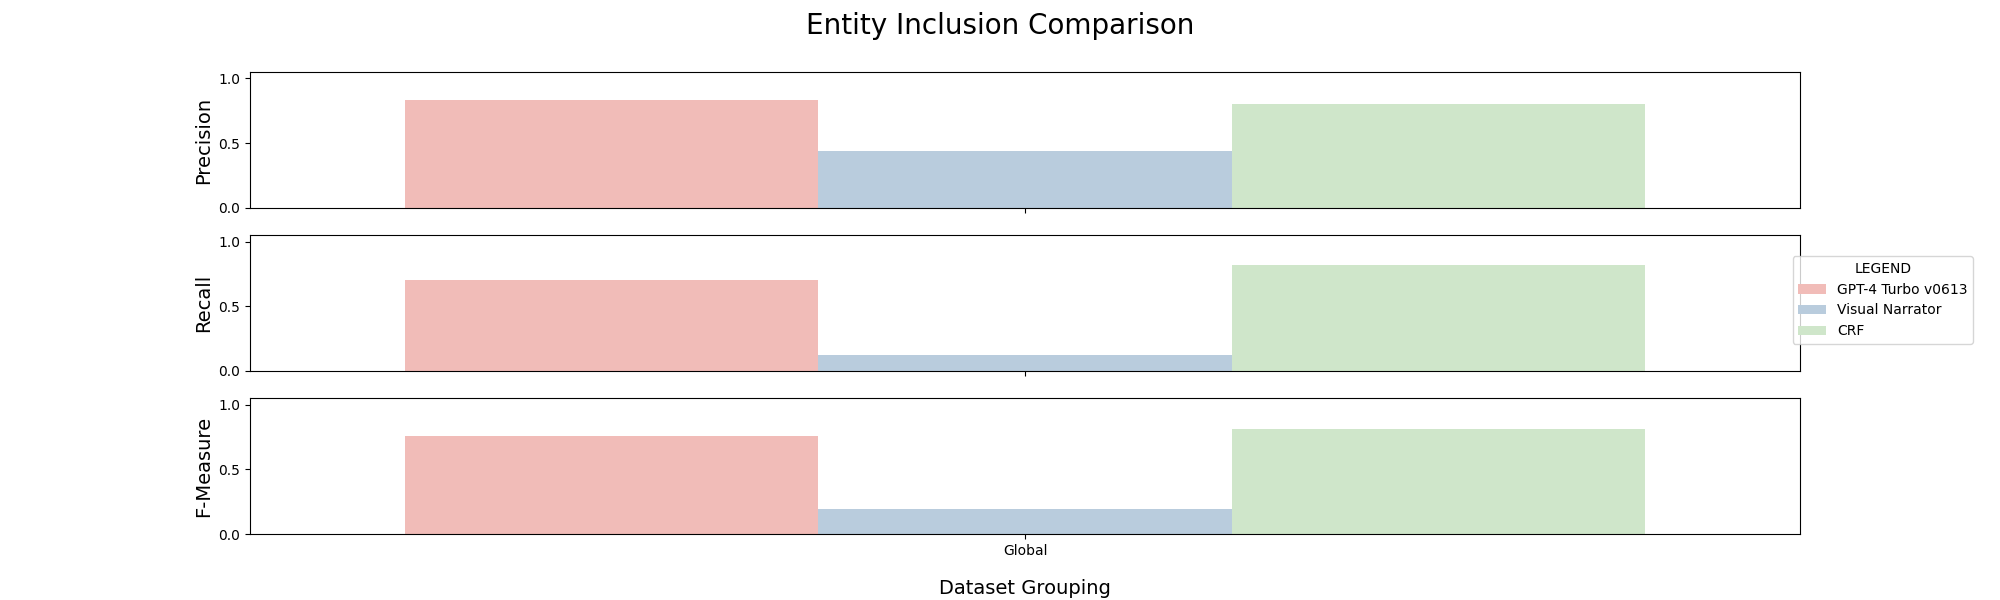 Entity Inclusion Comparison
Precision
1.0
0.5
0.0
Recall
1.0
0.5
0.0
LEGEND
GPT-4 Turbo v0613
Visual Narrator
CRF
F-Measure
1.0
0.5
0.0
Global
Dataset Grouping